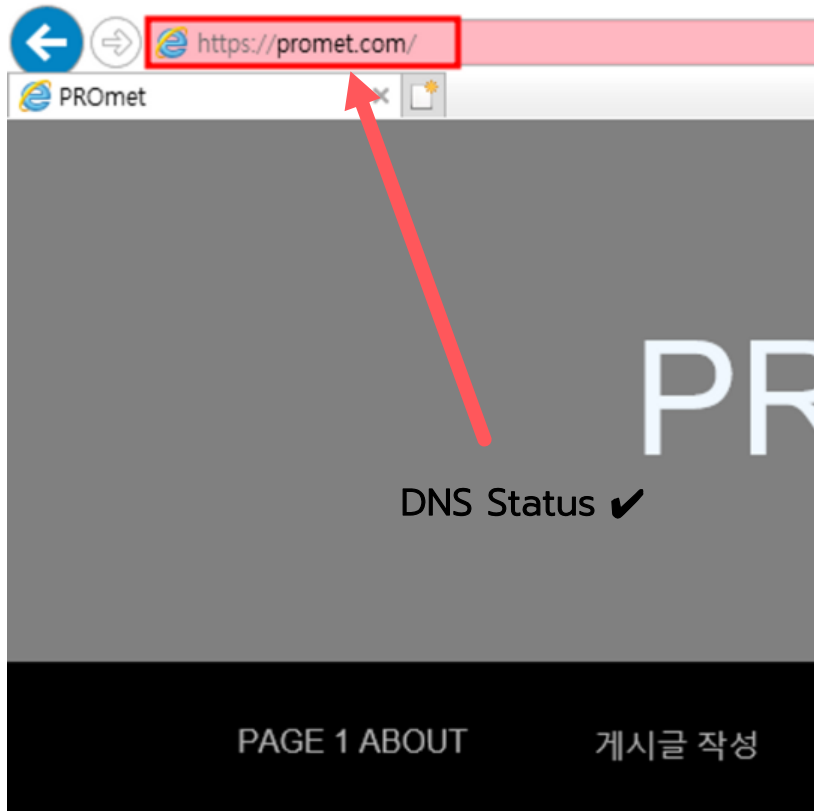 https://promet.com/
PROmet
PR
DNS Status ✔
PAGE 1 ABOUT 게시글 작성